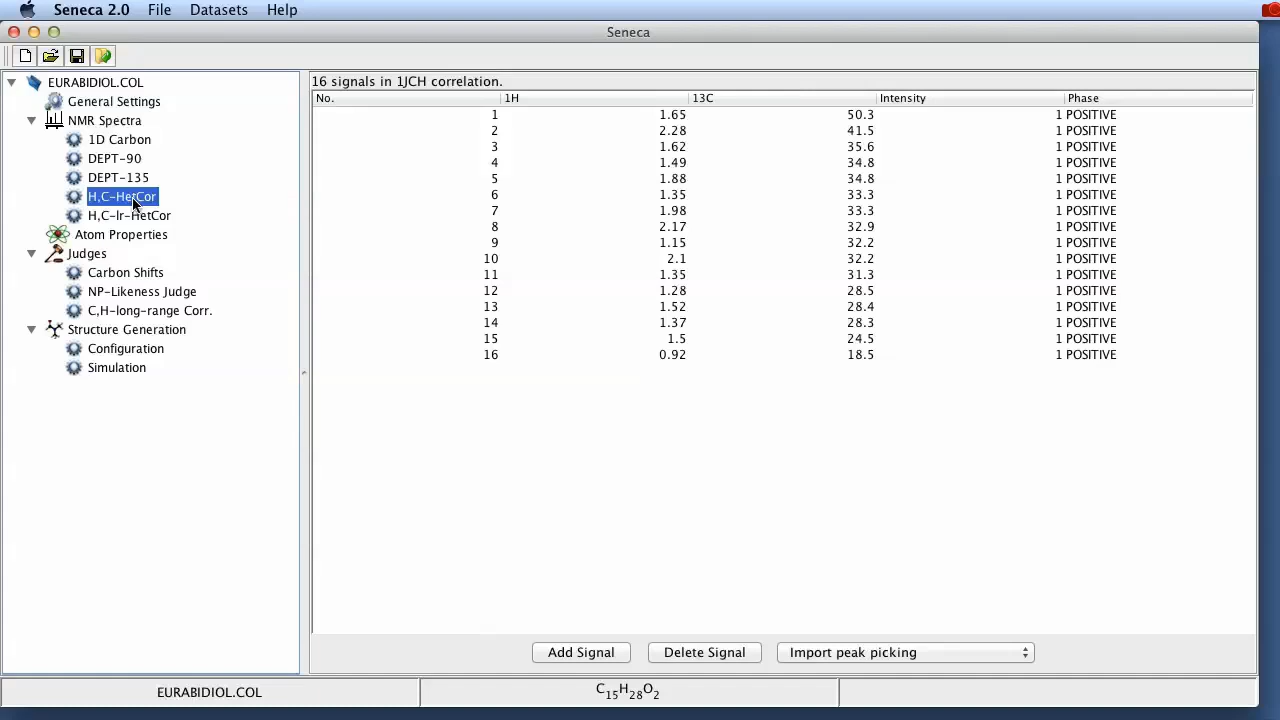 Seneca 2.0 File Datasets Help
Seneca
EURABIDIOL.COL
General Settings
NMR Spectra
1D Carbon
DEPT-90
DEPT-135
H,C-HetCor
H,C-lr-HetCor
Atom Properties
Judges
Carbon Shifts
NP-Likeness Judge
C,H-long-range Corr.
Structure Generation
Configuration
Simulation
16 signals in 1JCH correlation.
No. 1H 13C Intensity Phase
1 1.65 50.3 1 POSITIVE
2 2.28 41.5 1 POSITIVE
3 1.62 35.6 1 POSITIVE
4 1.49 34.8 1 POSITIVE
5 1.88 34.8 1 POSITIVE
6 1.35 33.3 1 POSITIVE
7 1.98 33.3 1 POSITIVE
8 2.17 32.9 1 POSITIVE
9 1.15 32.2 1 POSITIVE
10 2.1 32.2 1 POSITIVE
11 1.35 31.3 1 POSITIVE
12 1.28 28.5 1 POSITIVE
13 1.52 28.4 1 POSITIVE
14 1.37 28.3 1 POSITIVE
15 1.5 24.5 1 POSITIVE
16 0.92 18.5 1 POSITIVE
Add Signal Delete Signal Import peak picking
EURABIDIOL.COL C15H28O2